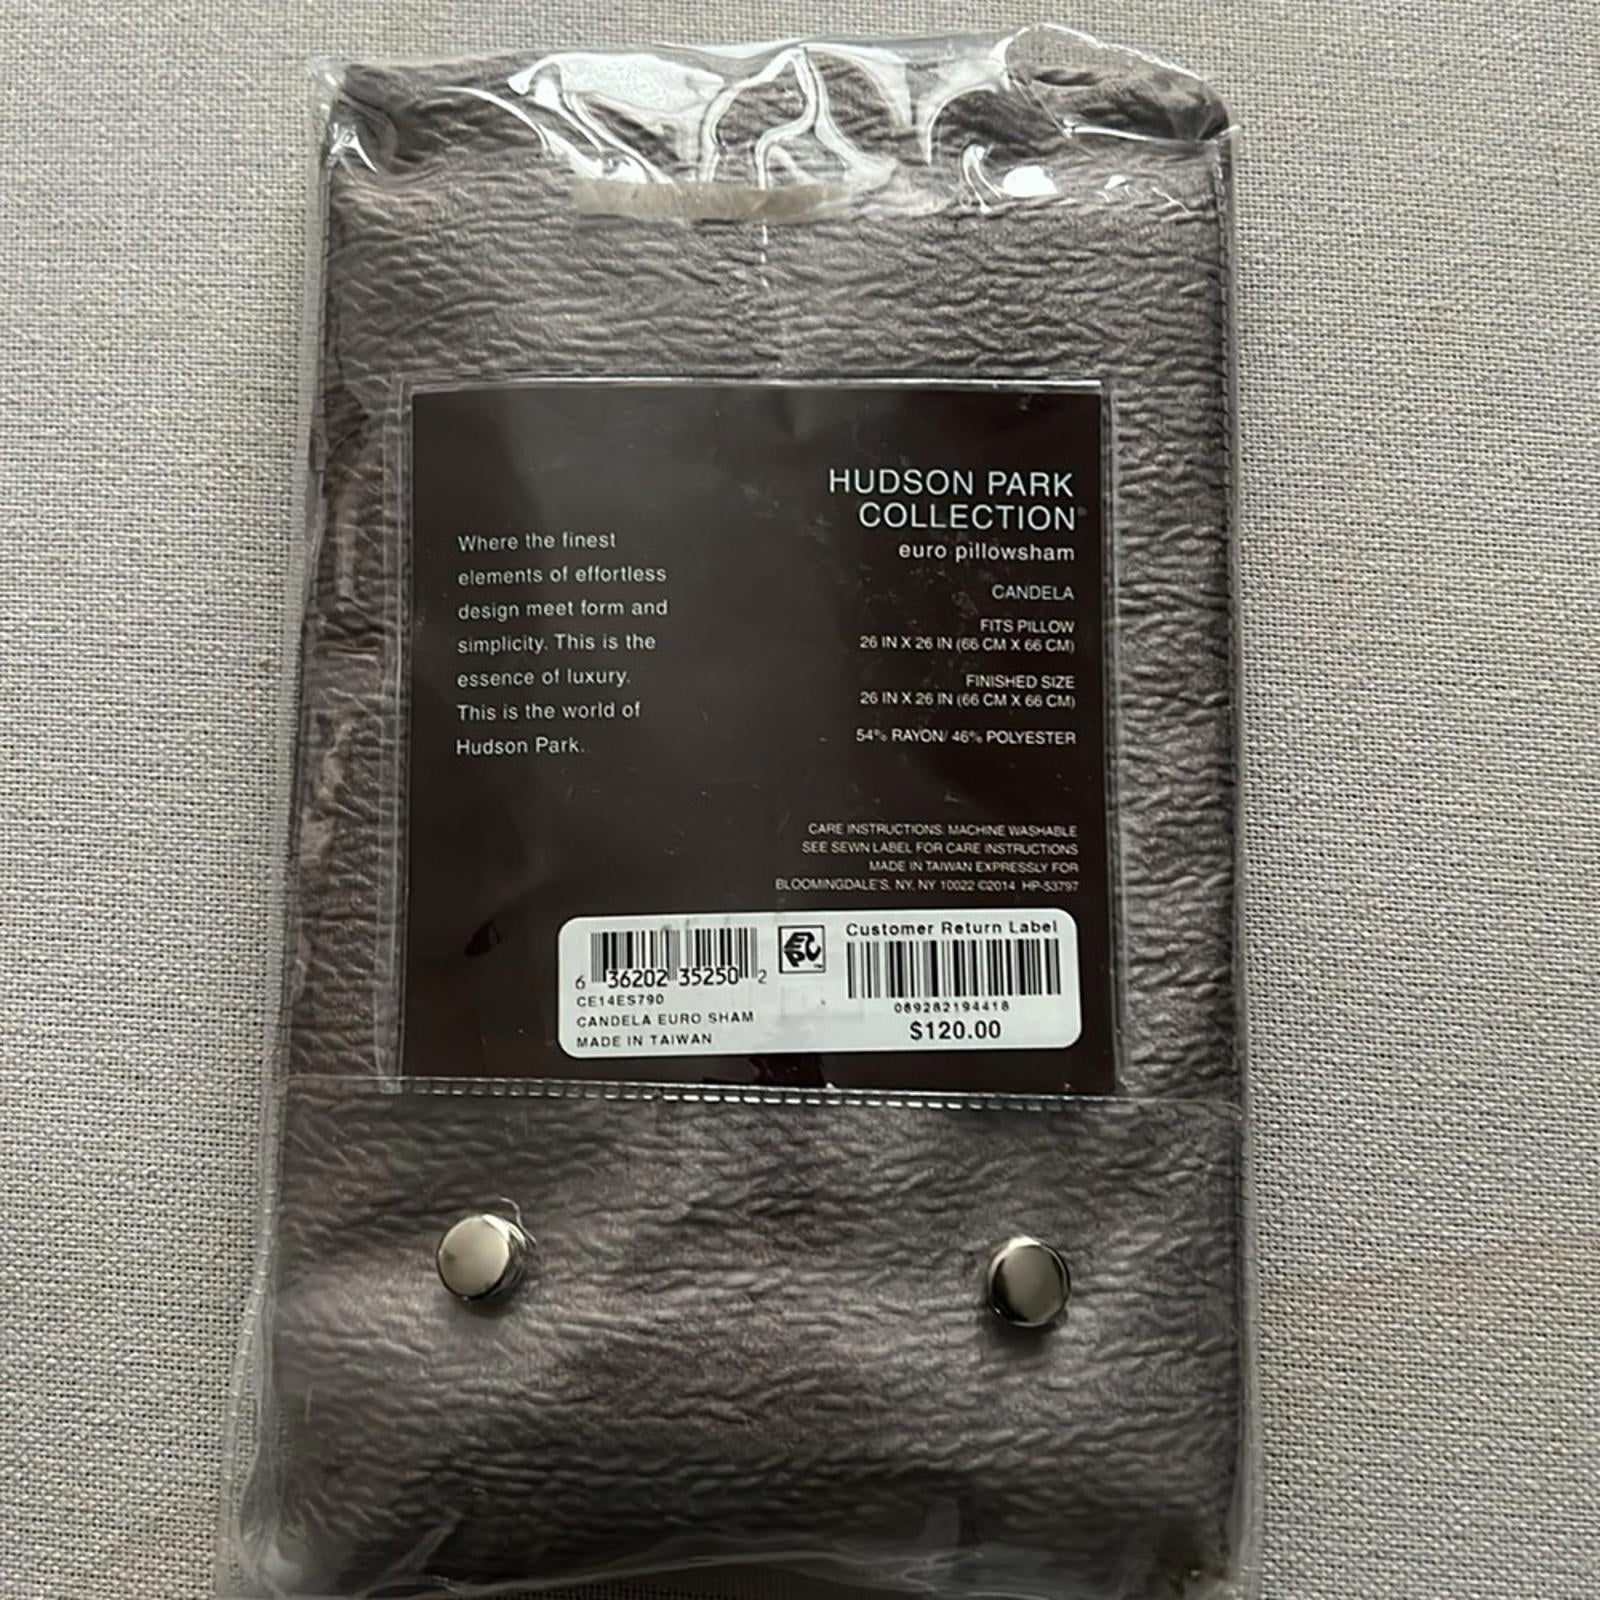 HUDSON PARK
COLLECTION®
euro pillowsham
CANDELA
FITS PILLOW
26 IN X 26 IN (66 CM X 66 CM)
FINISHED SIZE
26 IN X 26 IN (66 CM X 66 CM)
54% RAYON/ 46% POLYESTER
Where the finest
elements of effortless
design meet form and
simplicity. This is the
essence of luxury.
This is the world of
Hudson Park.
CARE INSTRUCTIONS: MACHINE WASHABLE
SEE SEWN LABEL FOR CARE INSTRUCTIONS
MADE IN TAIWAN EXPRESSLY FOR
BLOOMINGDALE'S, NY, NY 10022 ©2014 HP-53797
6 36202 35250 2
CE14ES790
CANDELA EURO SHAM
MADE IN TAIWAN
EPC™
Customer Return Label
069282194418
$120.00